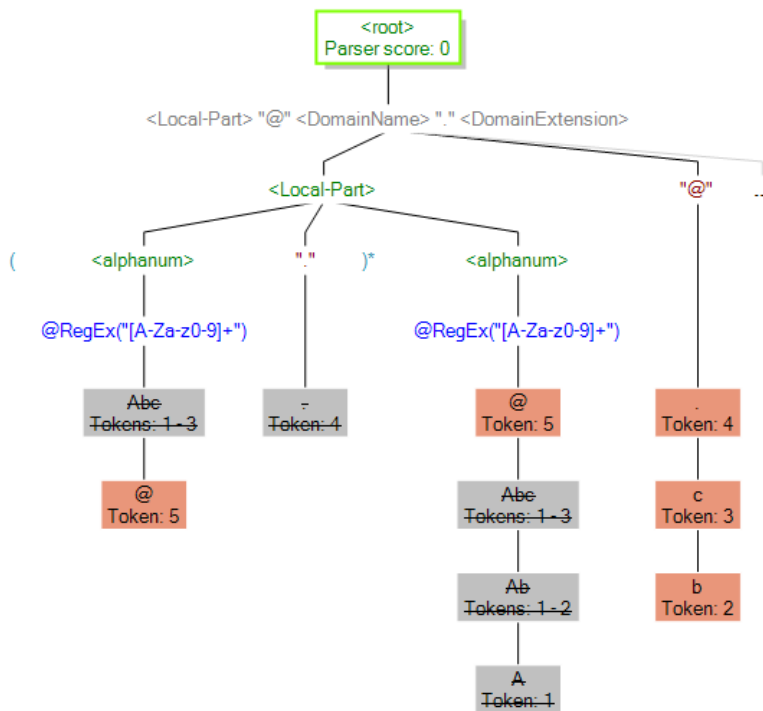 <root>
Parser score: 0
<Local-Part> "@" <DomainName> "." <DomainExtension>
<Local-Part> "@" --
( <alphanum> "." )* <alphanum>
@RegEx("[A-Za-z0-9]+") @RegEx("[A-Za-z0-9]+")
Abc . @ .
Tokens: 1 - 3 Token: 4 Token: 5 Token: 4
@ Abc c
Token: 5 Tokens: 1 - 3 Token: 3
Ab b
Tokens: 1 - 2 Token: 2
A
Token: 1